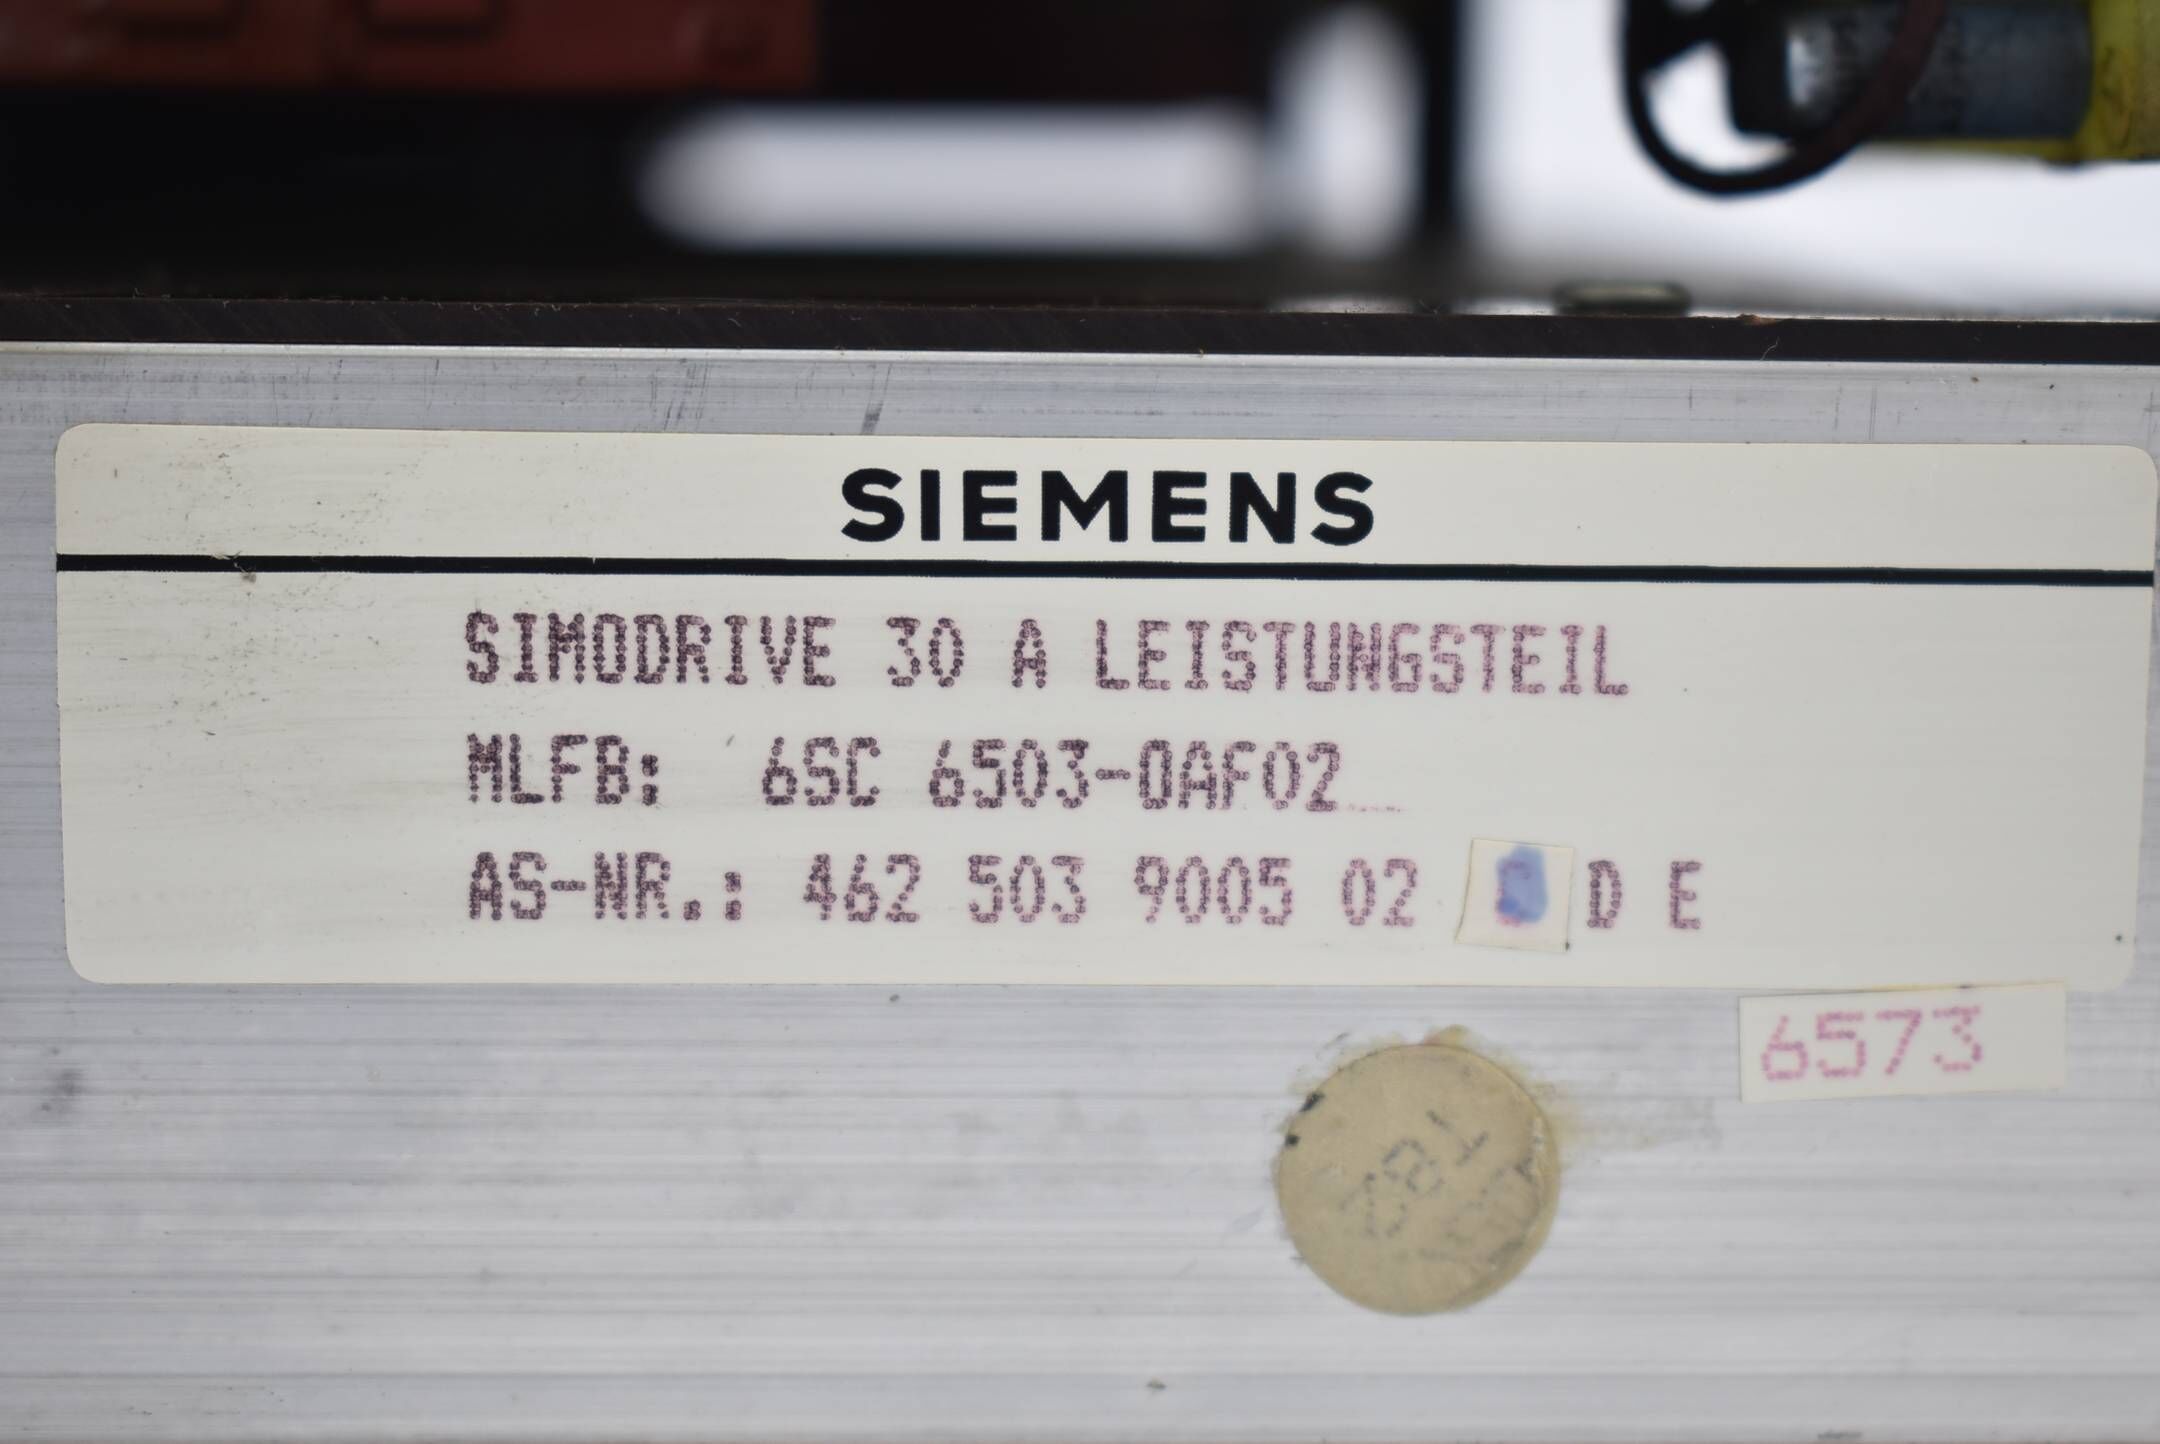 SIEMENS
SIMODRIVE 30 A LEISTUNGSTEIL
MLFB: 6SC 6503-0AF02
AS-NR.: 462 503 9005 02 C D E
6573